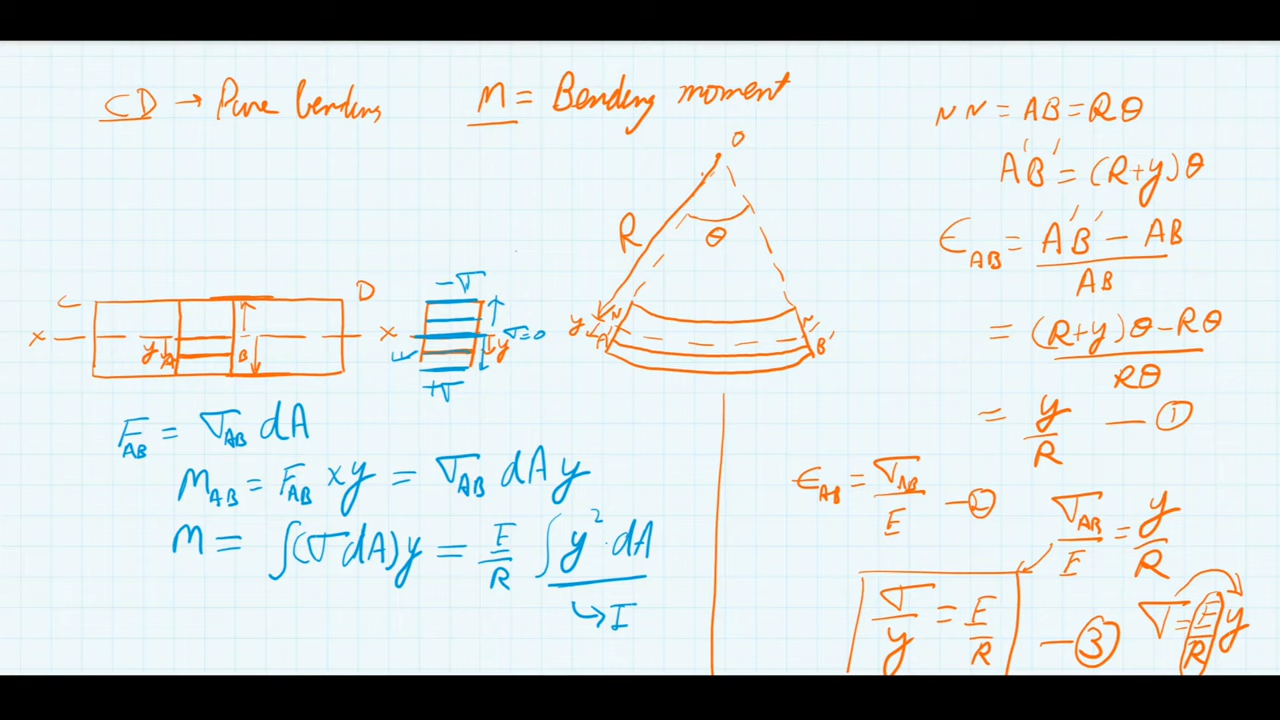 CD → Pure bending
M = Bending moment
O
R
θ
y
N
A'
N'
B'
C
D
x
x
y
A
B
-σ
σ=0
y
+σ
F_AB = σ_AB dA
M_AB = F_AB × y = σ_AB dA y
M = ∫(σ dA) y = E/R ∫ y² dA
↳ I
N N = AB = Rθ
A'B' = (R+y)θ
ϵ_AB = (A'B' - AB)/AB
= ((R+y)θ - Rθ)/Rθ
= y/R — ①
ϵ_AB = σ_AB/E — ②
σ_AB/E = y/R
σ/y = E/R — ③
σ = E/R y